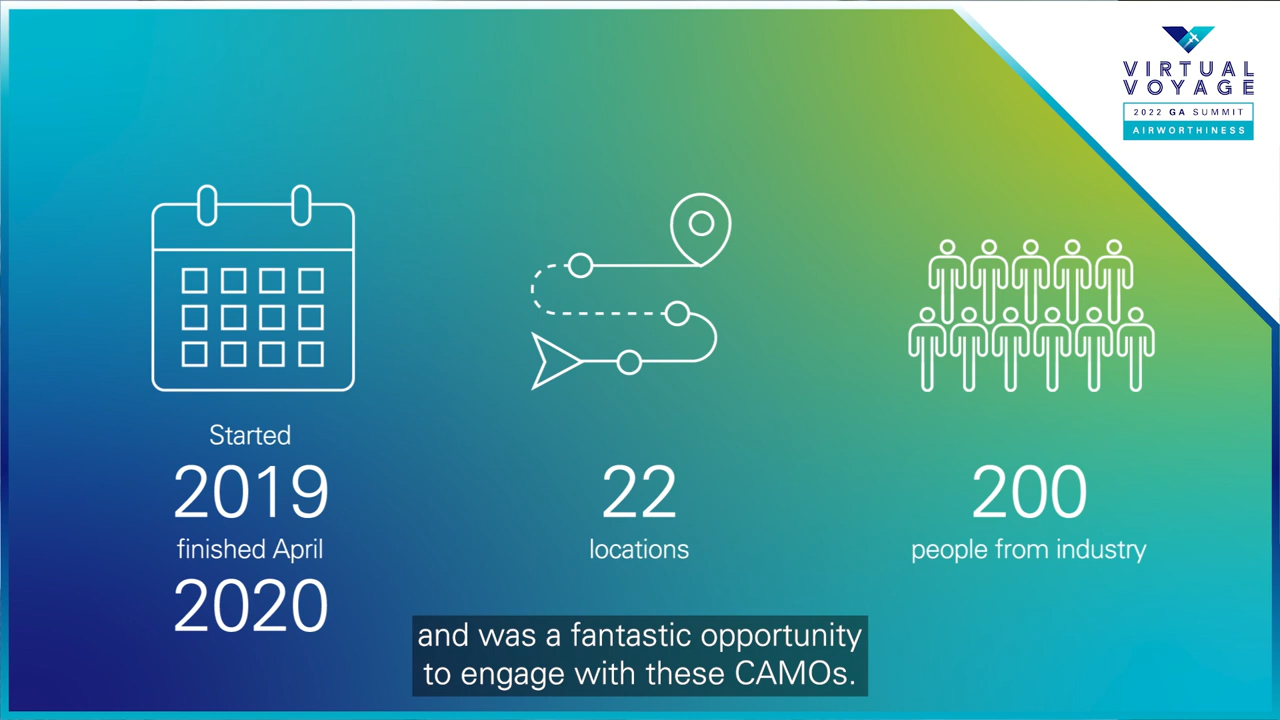 VIRTUAL
VOYAGE
2022 GA SUMMIT
AIRWORTHINESS
Started
2019
finished April
2020
22
locations
200
people from industry
and was a fantastic opportunity
to engage with these CAMOs.